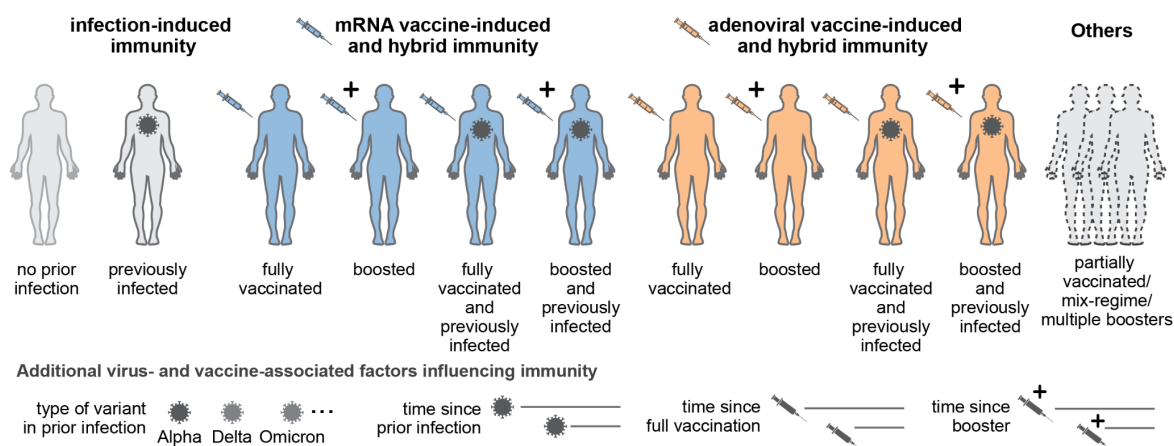 infection-induced
immunity
mRNA vaccine-induced
and hybrid immunity
adenoviral vaccine-induced
and hybrid immunity
Others
no prior
infection
previously
infected
fully
vaccinated
boosted
fully
vaccinated
and
previously
infected
boosted
and
previously
infected
fully
vaccinated
boosted
fully
vaccinated
and
previously
infected
boosted
and
previously
infected
partially
vaccinated/
mix-regime/
multiple boosters
Additional virus- and vaccine-associated factors influencing immunity
type of variant
in prior infection
Alpha Delta Omicron
...
time since
prior infection
time since
full vaccination
time since
booster